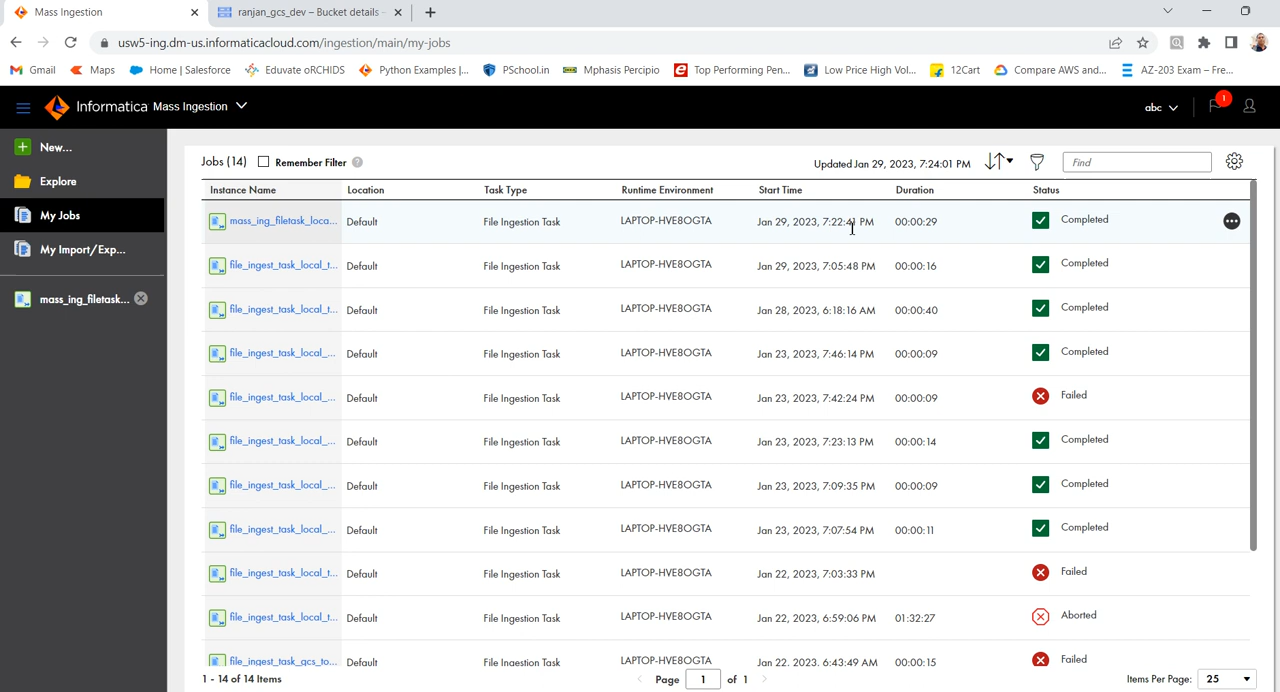 Mass Ingestion
ranjan_gcs_dev – Bucket details –
usw5-ing.dm-us.informaticacloud.com/ingestion/main/my-jobs
Gmail Maps Home | Salesforce Eduvate oRCHIDS Python Examples |... PSchool.in Mphasis Percipio Top Performing Pen... Low Price High Vol... 12Cart Compare AWS and... AZ-203 Exam – Fre...
Informatica Mass Ingestion abc 1
New...
Explore
My Jobs
My Import/Exp...
mass_ing_filetask...
Jobs (14) Remember Filter ? Updated Jan 29, 2023, 7:24:01 PM Find
Instance Name Location Task Type Runtime Environment Start Time Duration Status
mass_ing_filetask_loca... Default File Ingestion Task LAPTOP-HVE8OGTA Jan 29, 2023, 7:22:41 PM 00:00:29 Completed
file_ingest_task_local_t... Default File Ingestion Task LAPTOP-HVE8OGTA Jan 29, 2023, 7:05:48 PM 00:00:16 Completed
file_ingest_task_local_t... Default File Ingestion Task LAPTOP-HVE8OGTA Jan 28, 2023, 6:18:16 AM 00:00:40 Completed
file_ingest_task_local_... Default File Ingestion Task LAPTOP-HVE8OGTA Jan 23, 2023, 7:46:14 PM 00:00:09 Completed
file_ingest_task_local_... Default File Ingestion Task LAPTOP-HVE8OGTA Jan 23, 2023, 7:42:24 PM 00:00:09 Failed
file_ingest_task_local_... Default File Ingestion Task LAPTOP-HVE8OGTA Jan 23, 2023, 7:23:13 PM 00:00:14 Completed
file_ingest_task_local_... Default File Ingestion Task LAPTOP-HVE8OGTA Jan 23, 2023, 7:09:35 PM 00:00:09 Completed
file_ingest_task_local_... Default File Ingestion Task LAPTOP-HVE8OGTA Jan 23, 2023, 7:07:54 PM 00:00:11 Completed
file_ingest_task_local_t... Default File Ingestion Task LAPTOP-HVE8OGTA Jan 22, 2023, 7:03:33 PM Failed
file_ingest_task_local_t... Default File Ingestion Task LAPTOP-HVE8OGTA Jan 22, 2023, 6:59:06 PM 01:32:27 Aborted
file_ingest_task_gcs_to... Default File Ingestion Task LAPTOP-HVE8OGTA Jan 22, 2023, 6:43:49 AM 00:00:15 Failed
1 - 14 of 14 Items Page 1 of 1 Items Per Page: 25